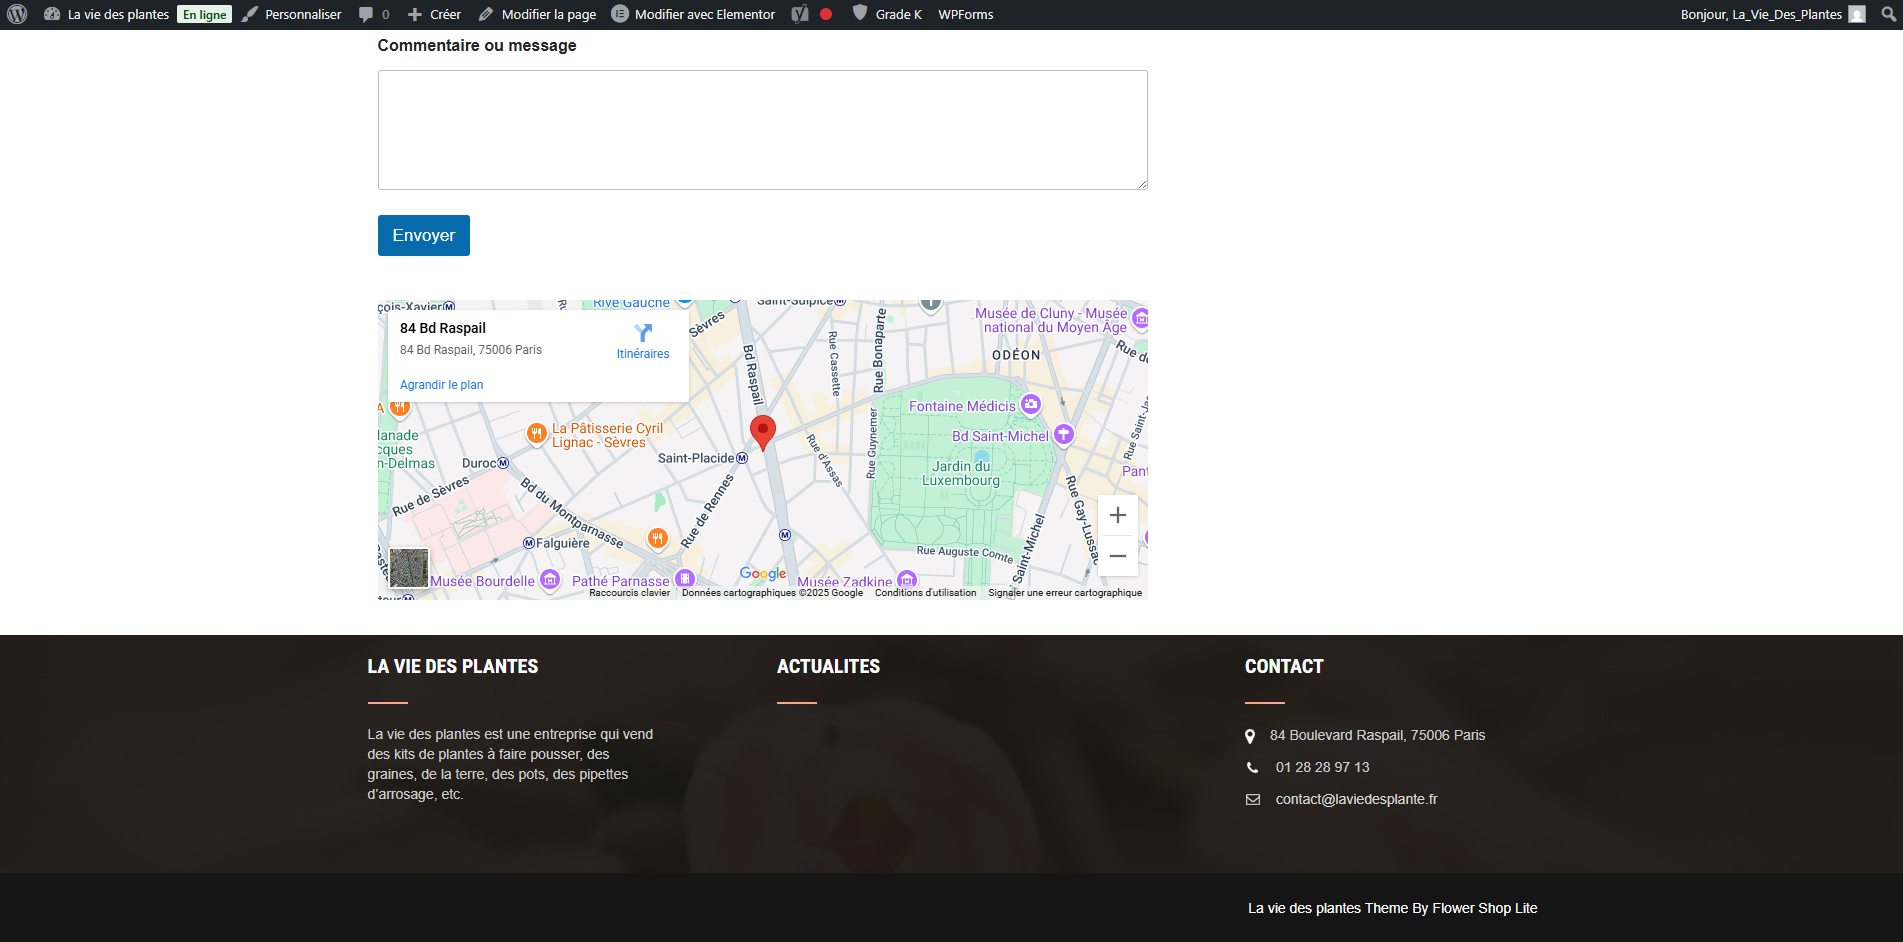 La vie des plantes En ligne Personnaliser 0 Créer Modifier la page Modifier avec Elementor Grade K WPForms Bonjour, La_Vie_Des_Plantes
Commentaire ou message
Envoyer
84 Bd Raspail
84 Bd Raspail, 75006 Paris
Itinéraires
Agrandir le plan
çois-Xavier M
Rive Gauche
Saint-Sulpice M
Sèvres
Bd Raspail
Rue Cassette
Rue Bonaparte
Musée de Cluny - Musée
national du Moyen Âge
ODÉON
Rue du
A
La Pâtisserie Cyril
Lignac - Sèvres
Fontaine Médicis
Bd Saint-Michel
Rue Saint-Ja
lanade
cques
n-Delmas
Duroc M
Saint-Placide M
Rue d'Assas
Rue Guynemer
Jardin du
Luxembourg
Pant
Rue de Sèvres
Bd du Montparnasse
Rue de Rennes
Rue Gay-Lussac
M Falguière
M
Rue Auguste Comte
Saint-Michel
Musée Bourdelle
Pathé Parnasse
Google
Musée Zadkine
Raccourcis clavier Données cartographiques ©2025 Google Conditions d'utilisation Signaler une erreur cartographique
LA VIE DES PLANTES
La vie des plantes est une entreprise qui vend
des kits de plantes à faire pousser, des
graines, de la terre, des pots, des pipettes
d’arrosage, etc.
ACTUALITES
CONTACT
84 Boulevard Raspail, 75006 Paris
01 28 28 97 13
contact@laviedesplante.fr
La vie des plantes Theme By Flower Shop Lite